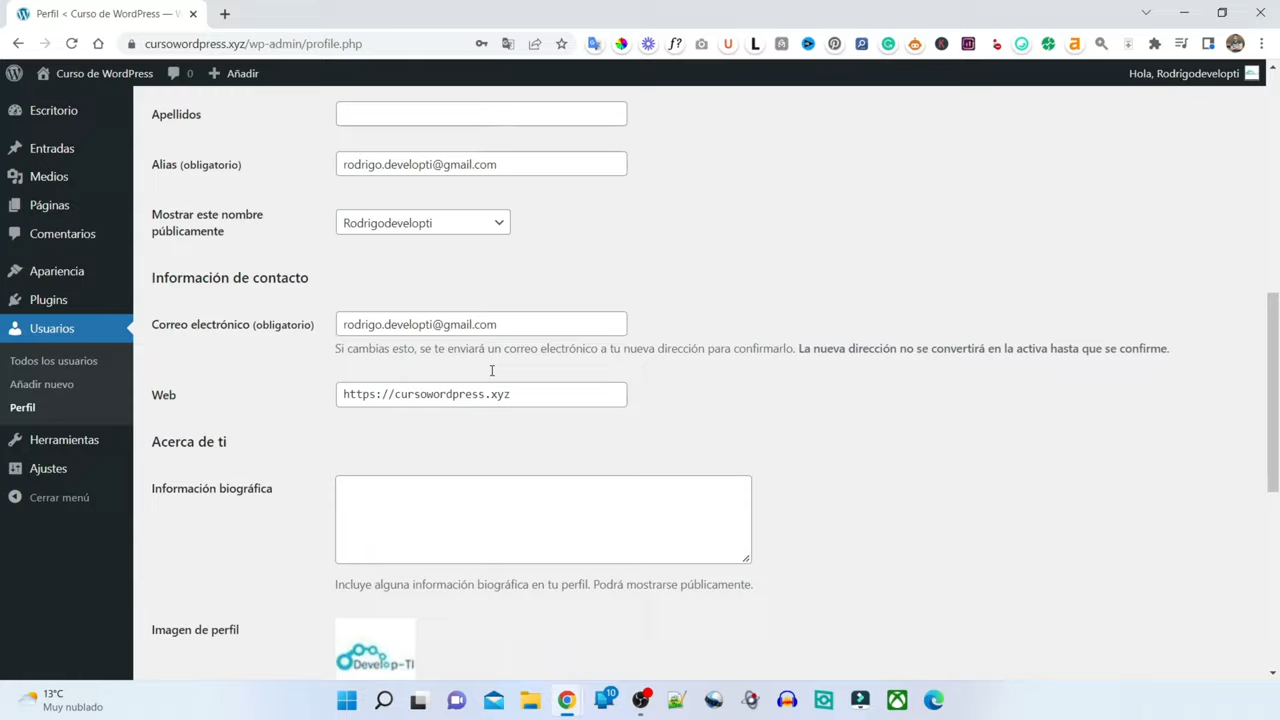 Perfil < Curso de WordPress — W
cursowordpress.xyz/wp-admin/profile.php
Curso de WordPress
0
Añadir
Hola, Rodrigodevelopti
Escritorio
Entradas
Medios
Páginas
Comentarios
Apariencia
Plugins
Usuarios
Todos los usuarios
Añadir nuevo
Perfil
Herramientas
Ajustes
Cerrar menú
Apellidos
Alias (obligatorio)
rodrigo.developti@gmail.com
Mostrar este nombre
públicamente
Rodrigodevelopti
Información de contacto
Correo electrónico (obligatorio)
rodrigo.developti@gmail.com
Si cambias esto, se te enviará un correo electrónico a tu nueva dirección para confirmarlo. La nueva dirección no se convertirá en la activa hasta que se confirme.
Web
https://cursowordpress.xyz
Acerca de ti
Información biográfica
Incluye alguna información biográfica en tu perfil. Podrá mostrarse públicamente.
Imagen de perfil
Develop-TI
13°C
Muy nublado
10